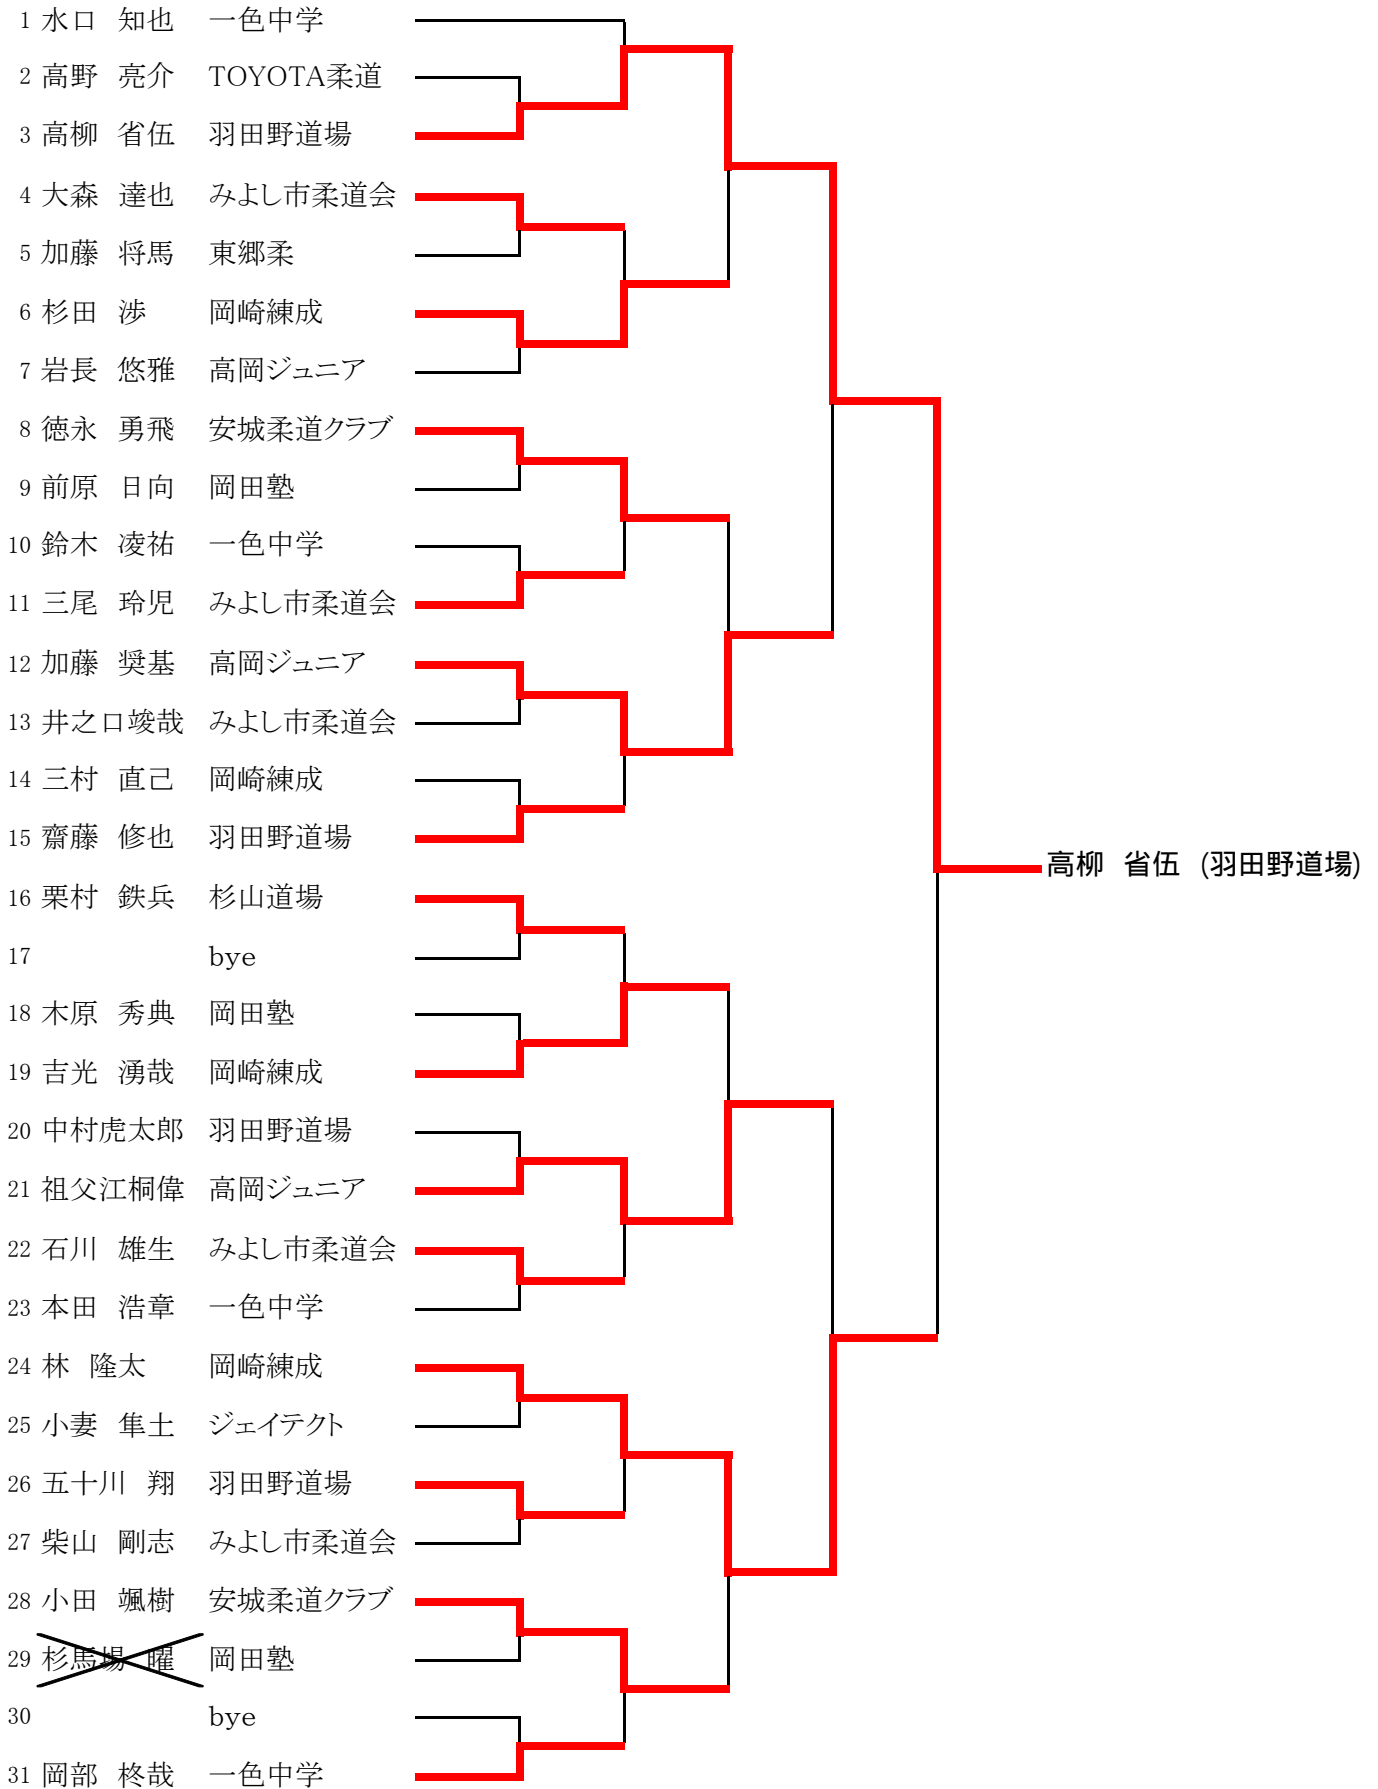 1 水口 知也 一色中学
2 高野 亮介 TOYOTA柔道
3 高柳 省伍 羽田野道場
4 大森 達也 みよし市柔道会
5 加藤 将馬 東郷柔
6 杉田 渉 岡崎練成
7 岩長 悠雅 高岡ジュニア
8 徳永 勇飛 安城柔道クラブ
9 前原 日向 岡田塾
10 鈴木 凌祐 一色中学
11 三尾 玲児 みよし市柔道会
12 加藤 奨基 高岡ジュニア
13 井之口竣哉 みよし市柔道会
14 三村 直己 岡崎練成
15 齋藤 修也 羽田野道場
高柳 省伍 (羽田野道場)
16 栗村 鉄兵 杉山道場
17 bye
18 木原 秀典 岡田塾
19 吉光 湧哉 岡崎練成
20 中村虎太郎 羽田野道場
21 祖父江桐偉 高岡ジュニア
22 石川 雄生 みよし市柔道会
23 本田 浩章 一色中学
24 林 隆太 岡崎練成
25 小妻 隼土 ジェイテクト
26 五十川 翔 羽田野道場
27 柴山 剛志 みよし市柔道会
28 小田 颯樹 安城柔道クラブ
29 杉馬場 曜 岡田塾
30 bye
31 岡部 柊哉 一色中学